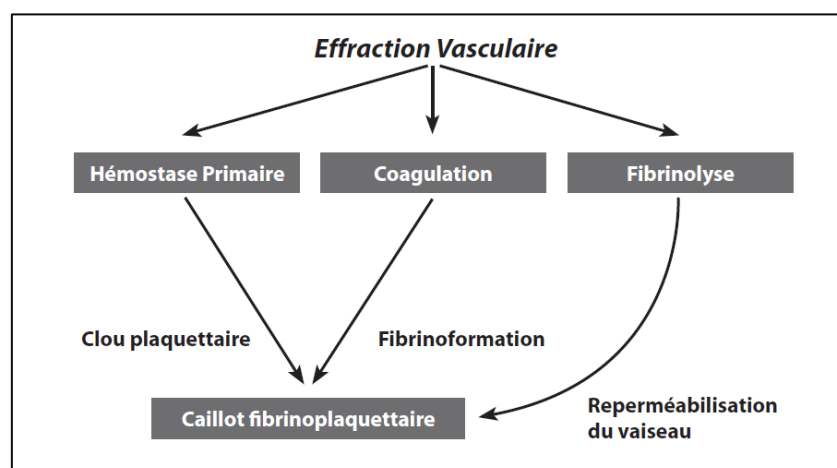 Effraction Vasculaire
Hémostase Primaire
Coagulation
Fibrinolyse
Clou plaquettaire
Fibrinoformation
Caillot fibrinoplaquettaire
Reperméabilisation
du vaiseau